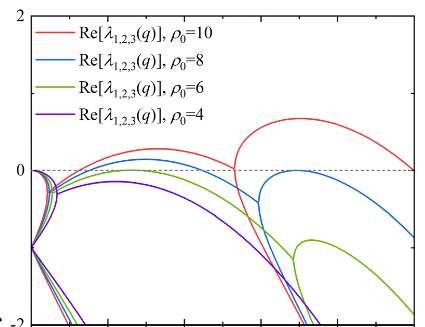 2
Re[λ1,2,3(q)], ρ0=10
Re[λ1,2,3(q)], ρ0=8
Re[λ1,2,3(q)], ρ0=6
Re[λ1,2,3(q)], ρ0=4
0
-2